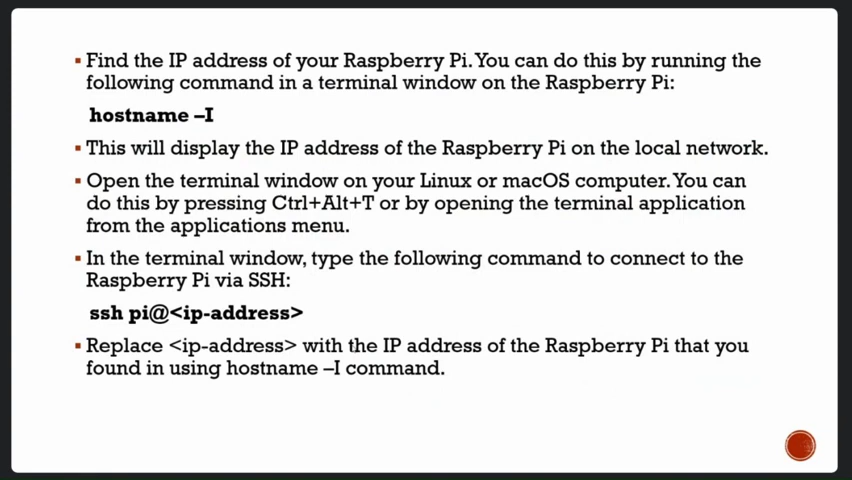 ▪ Find the IP address of your Raspberry Pi. You can do this by running the
following command in a terminal window on the Raspberry Pi:
hostname –I
▪ This will display the IP address of the Raspberry Pi on the local network.
▪ Open the terminal window on your Linux or macOS computer. You can
do this by pressing Ctrl+Alt+T or by opening the terminal application
from the applications menu.
▪ In the terminal window, type the following command to connect to the
Raspberry Pi via SSH:
ssh pi@<ip-address>
▪ Replace <ip-address> with the IP address of the Raspberry Pi that you
found in using hostname –I command.